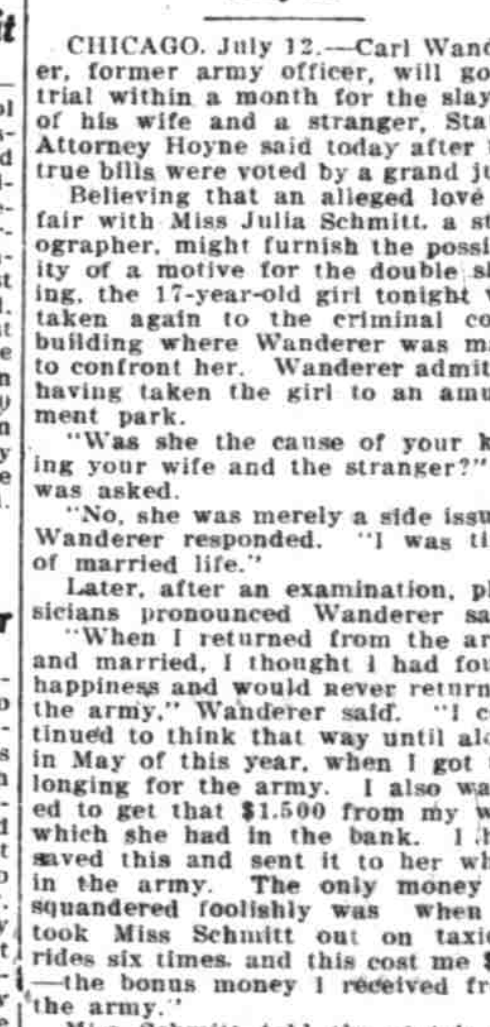 CHICAGO. July 12.—Carl Wand
er, former army officer, will go
trial within a month for the slay
of his wife and a stranger, Sta
Attorney Hoyne said today after
true bills were voted by a grand ju
Believing that an alleged love
fair with Miss Julia Schmitt. a st
ographer, might furnish the possi
ity of a motive for the double sl
ing, the 17-year-old girl tonight
taken again to the criminal co
building where Wanderer was ma
to confront her. Wanderer admit
having taken the girl to an amu
ment park.
"Was she the cause of your k
ing your wife and the stranger?"
was asked.
"No, she was merely a side issu
Wanderer responded. "I was ti
of married life."
Later, after an examination, p
sicians pronounced Wanderer sa
"When I returned from the ar
and married, I thought I had fou
happiness and would never return
the army," Wanderer said. "I c
tinued to think that way until al
in May of this year, when I got
longing for the army. I also wa
ed to get that $1.500 from my w
which she had in the bank. I h
saved this and sent it to her wh
in the army. The only money
squandered foolishly was when
took Miss Schmitt out on taxi
rides six times. and this cost me $
—the bonus money I received fr
the army."